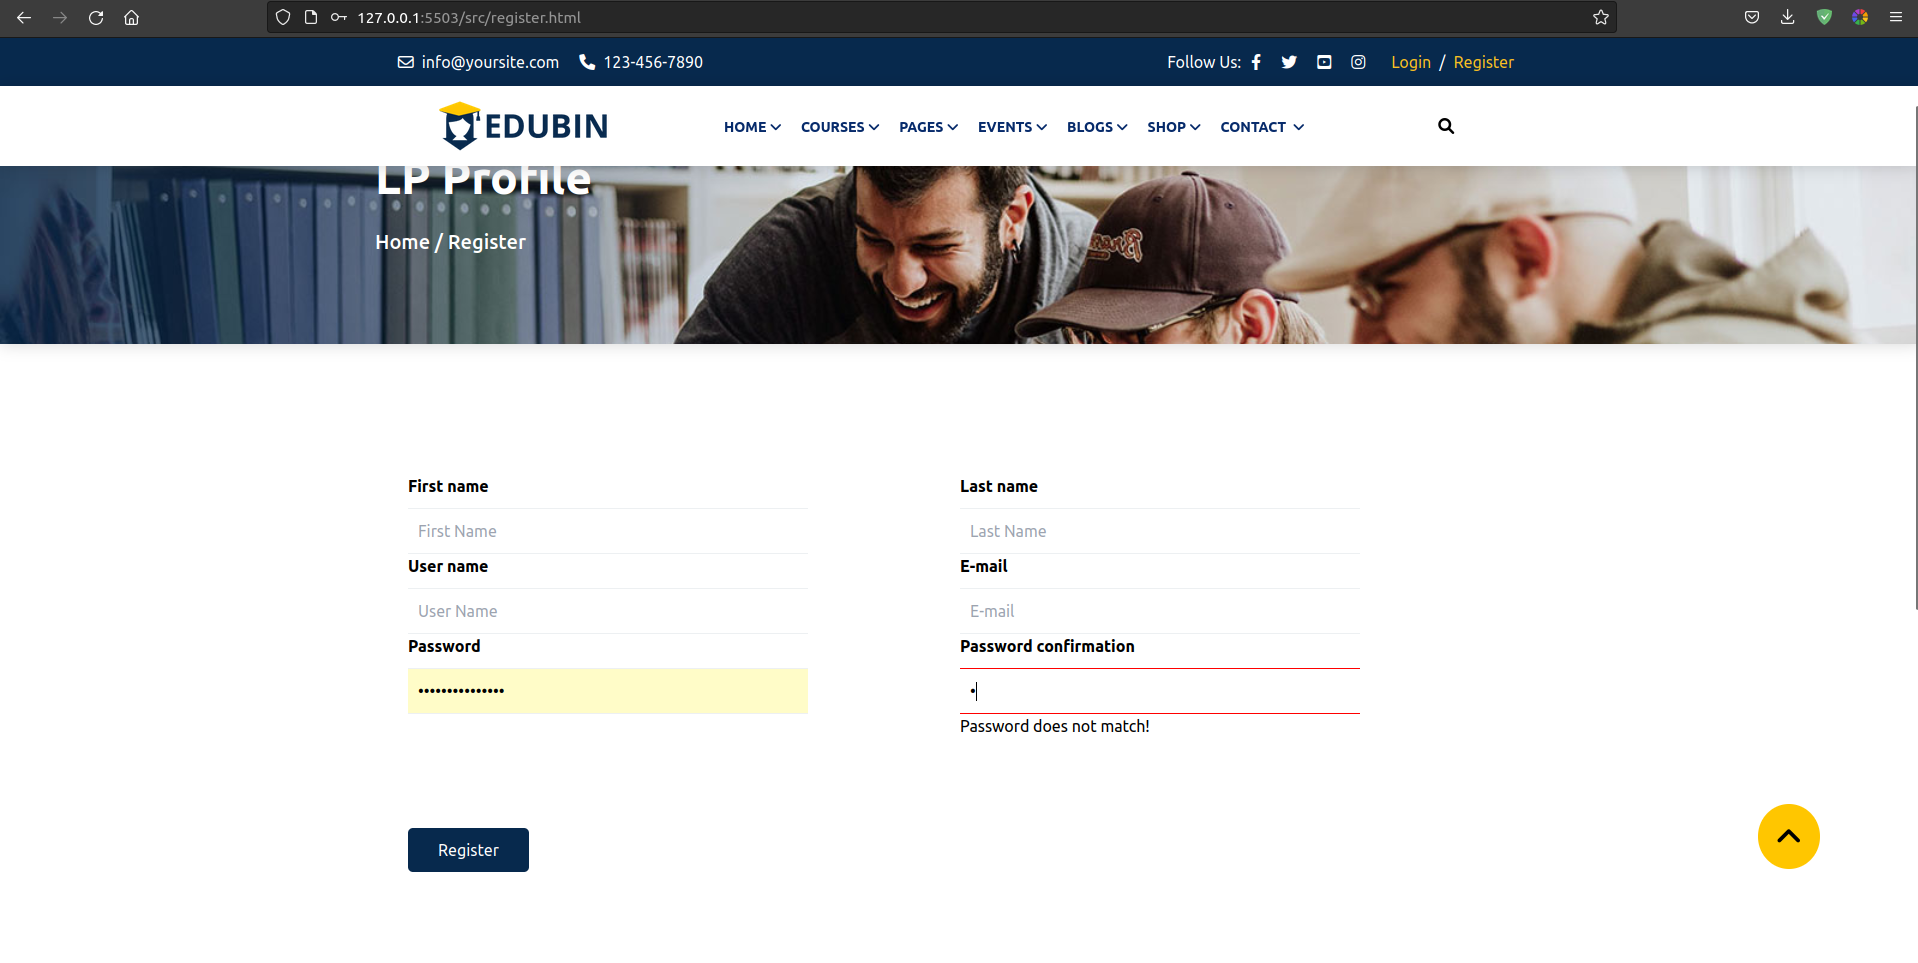 127.0.0.1:5503/src/register.html
info@yoursite.com 123-456-7890 Follow Us: Login / Register
EDUBIN HOME COURSES PAGES EVENTS BLOGS SHOP CONTACT
LP Profile
Home / Register
First name Last name
First Name Last Name
User name E-mail
User Name E-mail
Password Password confirmation
••••••••••••••• •
Password does not match!
Register